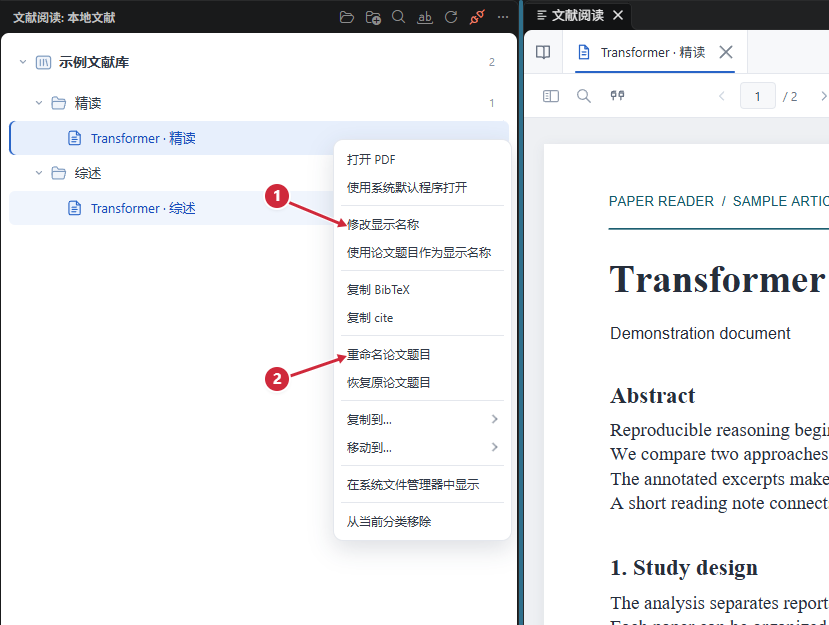 文献阅读: 本地文献
ab
示例文献库
2
精读
1
Transformer · 精读
综述
Transformer · 综述
1
2
打开 PDF
使用系统默认程序打开
修改显示名称
使用论文题目作为显示名称
复制 BibTeX
复制 cite
重命名论文题目
恢复原论文题目
复制到...
移动到...
在系统文件管理器中显示
从当前分类移除
文献阅读
Transformer · 精读
1 / 2
PAPER READER / SAMPLE ARTIC
Transformer
Demonstration document
Abstract
Reproducible reasoning begin
We compare two approaches
The annotated excerpts make
A short reading note connects
1. Study design
The analysis separates report
Each paper can be organized